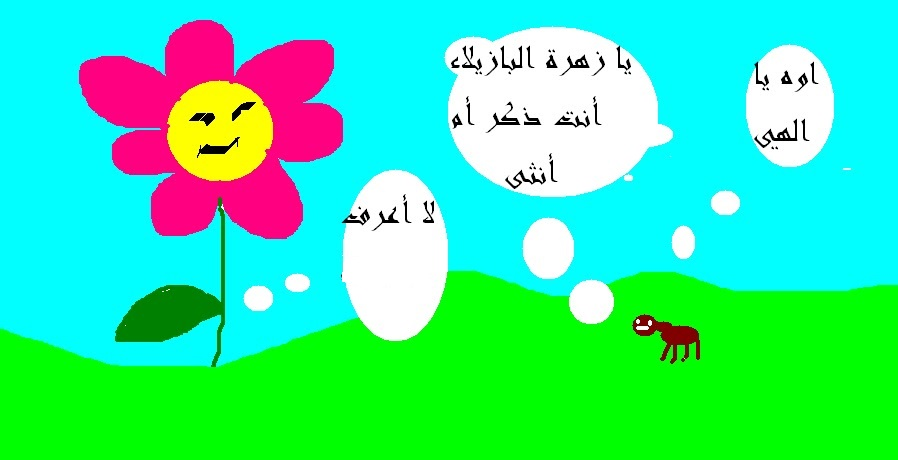 يا زهرة البازيلاء
أنت ذكر أم
أنثى
لا أعرف
اوه يا
الهي